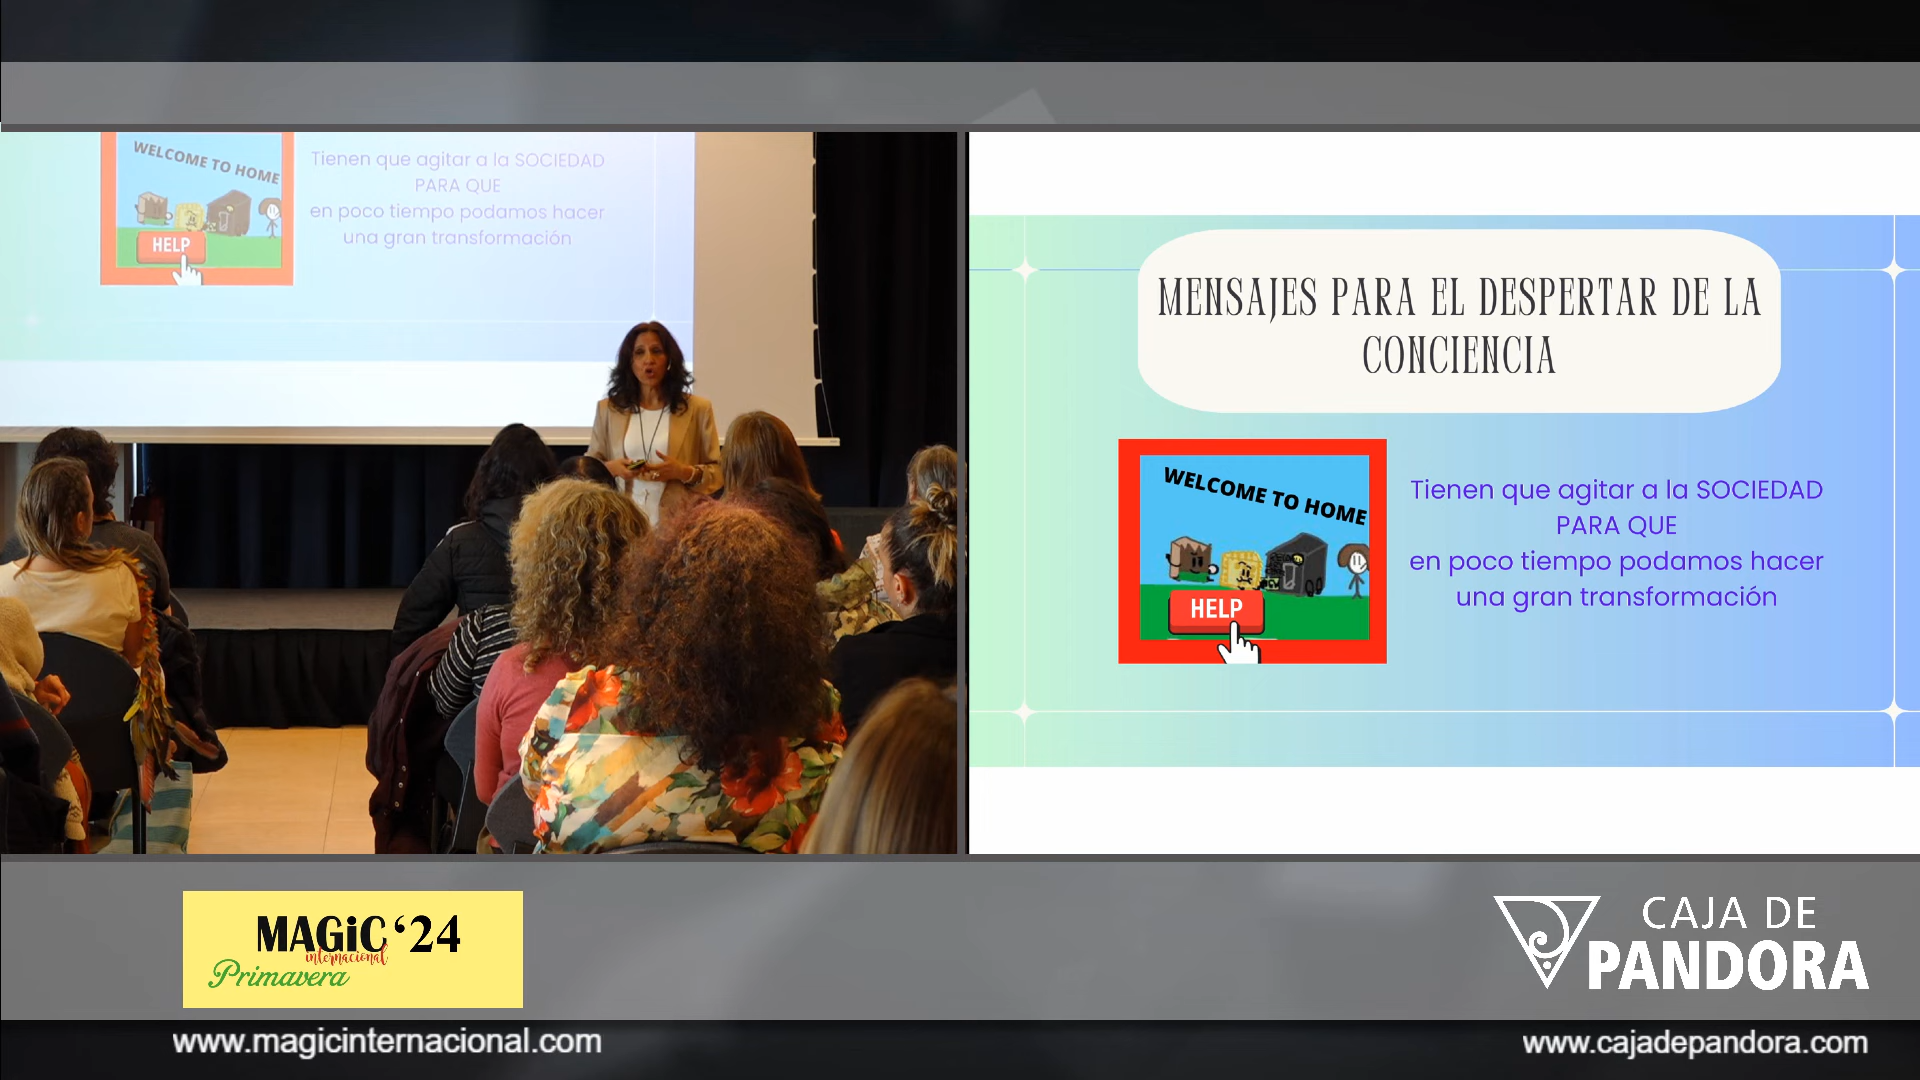 WELCOME TO HOME
HELP
Tienen que agitar a la SOCIEDAD
PARA QUE
en poco tiempo podamos hacer
una gran transformación
MENSAJES PARA EL DESPERTAR DE LA
CONCIENCIA
WELCOME TO HOME
HELP
Tienen que agitar a la SOCIEDAD
PARA QUE
en poco tiempo podamos hacer
una gran transformación
MAGiC '24
internacional
Primavera
CAJA DE
PANDORA
www.magicinternacional.com
www.cajadepandora.com